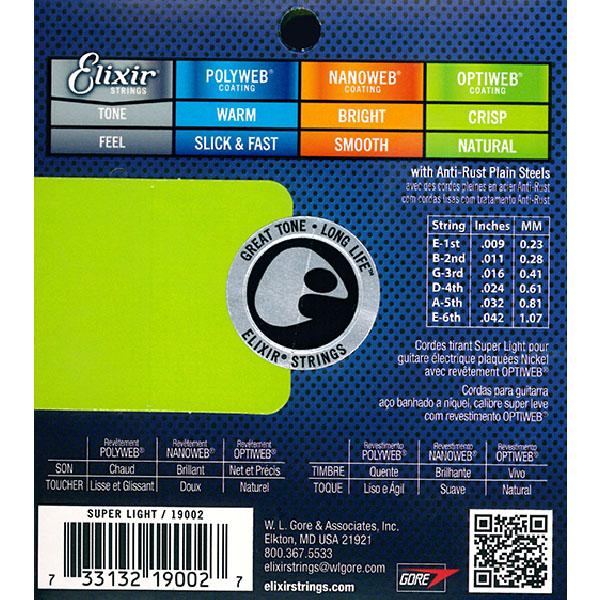 Elixir STRINGS POLYWEB® COATING NANOWEB® COATING OPTIWEB® COATING
TONE WARM BRIGHT CRISP
FEEL SLICK & FAST SMOOTH NATURAL
with Anti-Rust Plain Steels
avec des cordes pleines en acier Anti-Rust
com cordas lisas com tratamento Anti-Rust
String Inches MM
E-1st .009 0.23
B-2nd .011 0.28
G-3rd .016 0.41
D-4th .024 0.61
A-5th .032 0.81
E-6th .042 1.07
GREAT TONE • LONG LIFE™
ELIXIR® STRINGS
Cordes tirant Super Light pour
guitare électrique plaquées Nickel
avec revêtement OPTIWEB®
Cordas para guitarra
aço banhado a níquel, calibre super leve
com revestimento OPTIWEB®
Revêtement POLYWEB® Revêtement NANOWEB® Revêtement OPTIWEB®
SON Chaud Brillant Net et Précis
TOUCHER Lisse et Glissant Doux Naturel
Revestimento POLYWEB® Revestimento NANOWEB® Revestimento OPTIWEB®
TIMBRE Quente Brilhante Vivo
TOQUE Liso e Ágil Suave Natural
SUPER LIGHT / 19002
7 33132 19002 7
W. L. Gore & Associates, Inc.
Elkton, MD USA 21921
800.367.5533
elixirstrings@wlgore.com
elixirstrings.com
GORE